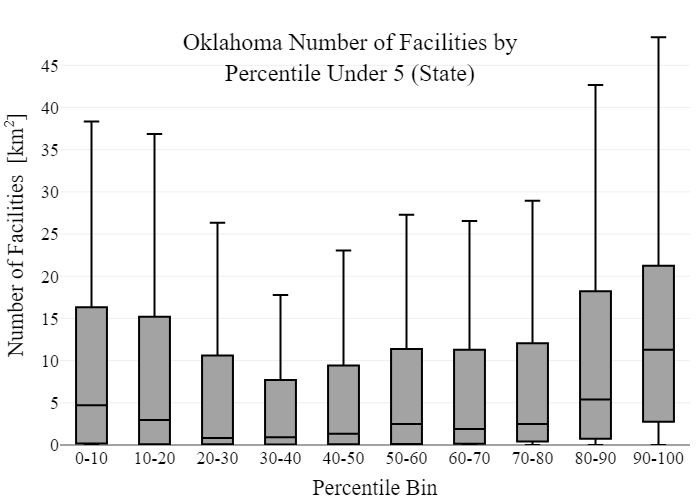 Oklahoma Number of Facilities by
Percentile Under 5 (State)
Number of Facilities [km²]
45
40
35
30
25
20
15
10
5
0
0-10 10-20 20-30 30-40 40-50 50-60 60-70 70-80 80-90 90-100
Percentile Bin